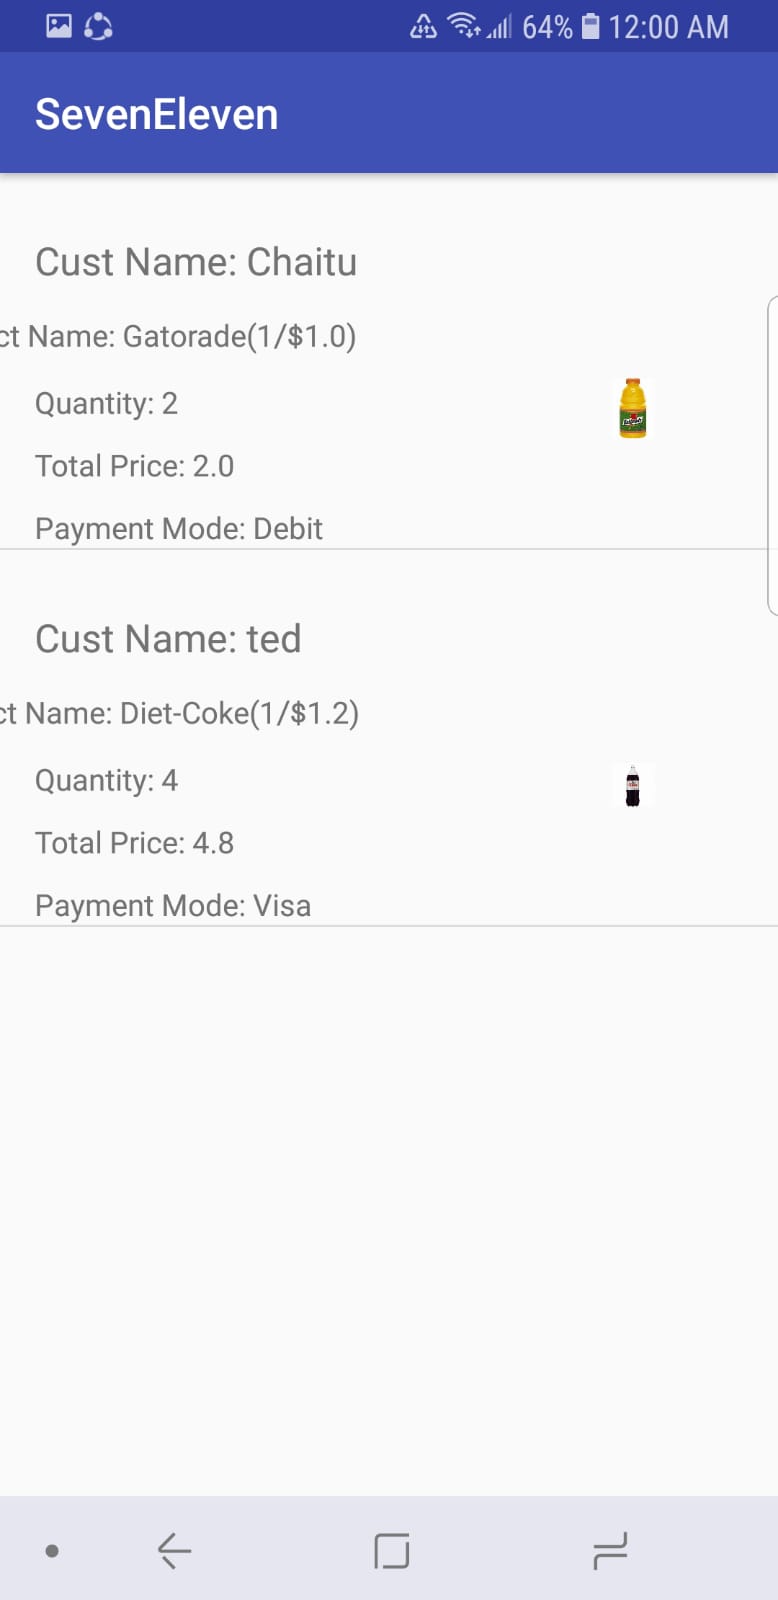 64% 12:00 AM
SevenEleven
Cust Name: Chaitu
ct Name: Gatorade(1/$1.0)
Quantity: 2
Total Price: 2.0
Payment Mode: Debit
Cust Name: ted
ct Name: Diet-Coke(1/$1.2)
Quantity: 4
Total Price: 4.8
Payment Mode: Visa